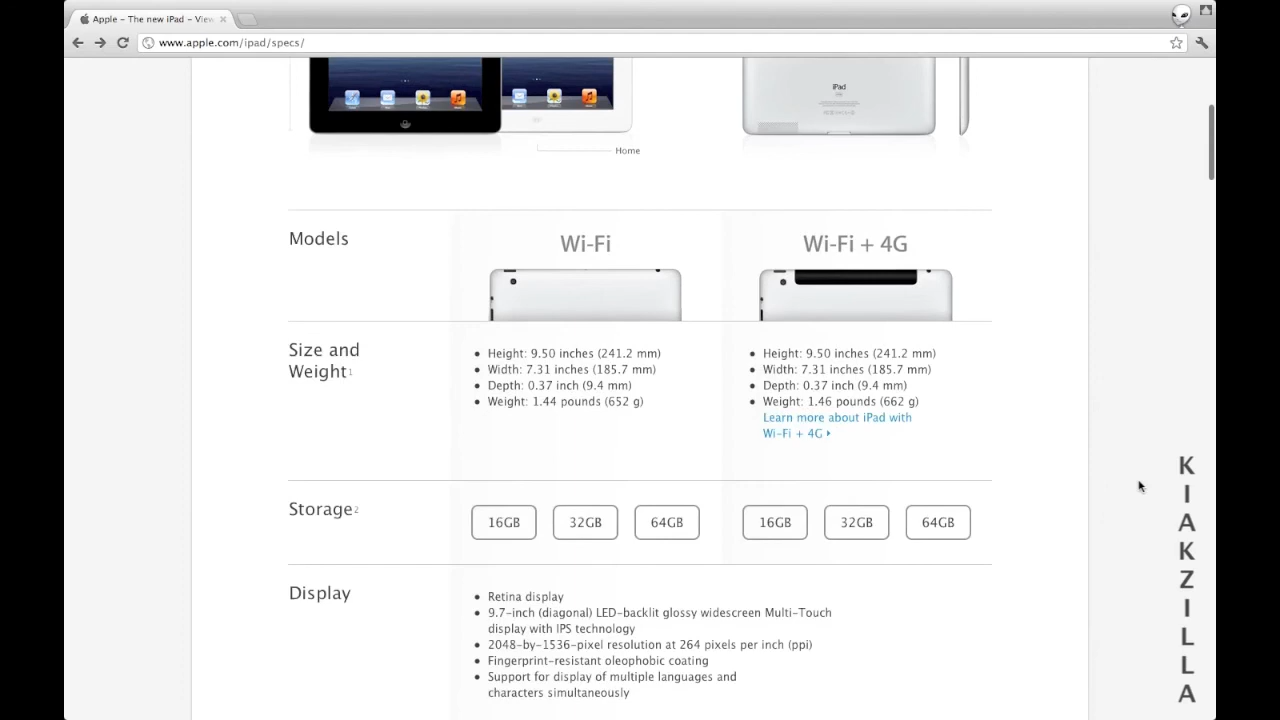 Apple - The new iPad - View
www.apple.com/ipad/specs/
iPad
Home
Models
Wi-Fi
Wi-Fi + 4G
Size and
Weight1
• Height: 9.50 inches (241.2 mm)
• Width: 7.31 inches (185.7 mm)
• Depth: 0.37 inch (9.4 mm)
• Weight: 1.44 pounds (652 g)
• Height: 9.50 inches (241.2 mm)
• Width: 7.31 inches (185.7 mm)
• Depth: 0.37 inch (9.4 mm)
• Weight: 1.46 pounds (662 g)
Learn more about iPad with
Wi-Fi + 4G
Storage2
16GB 32GB 64GB
16GB 32GB 64GB
Display
• Retina display
• 9.7-inch (diagonal) LED-backlit glossy widescreen Multi-Touch
display with IPS technology
• 2048-by-1536-pixel resolution at 264 pixels per inch (ppi)
• Fingerprint-resistant oleophobic coating
• Support for display of multiple languages and
characters simultaneously
KIAKZILLA